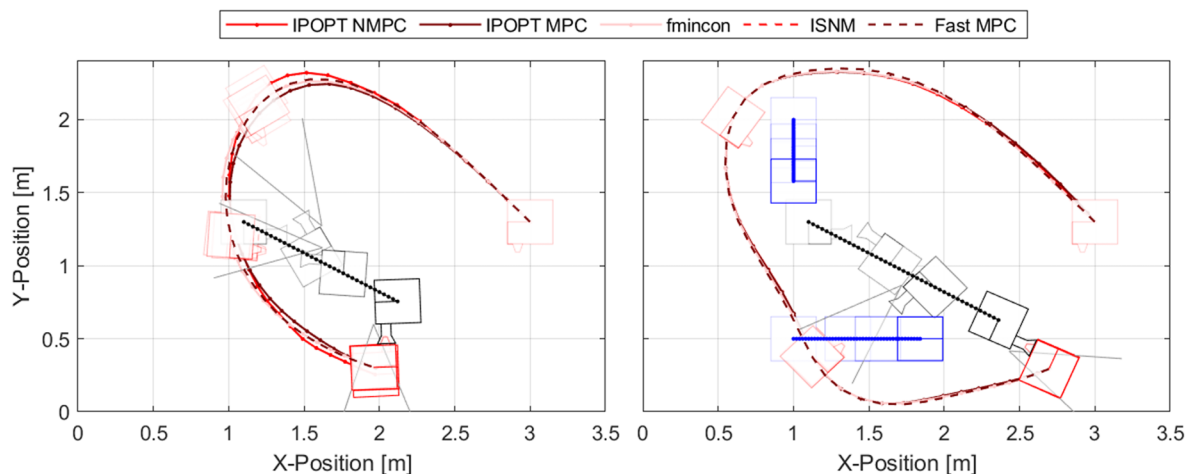 IPOPT NMPC IPOPT MPC fmincon ISNM Fast MPC
Y-Position [m]
2
1.5
1
0.5
0
0 0.5 1 1.5 2 2.5 3 3.5
X-Position [m]
0 0.5 1 1.5 2 2.5 3 3.5
X-Position [m]